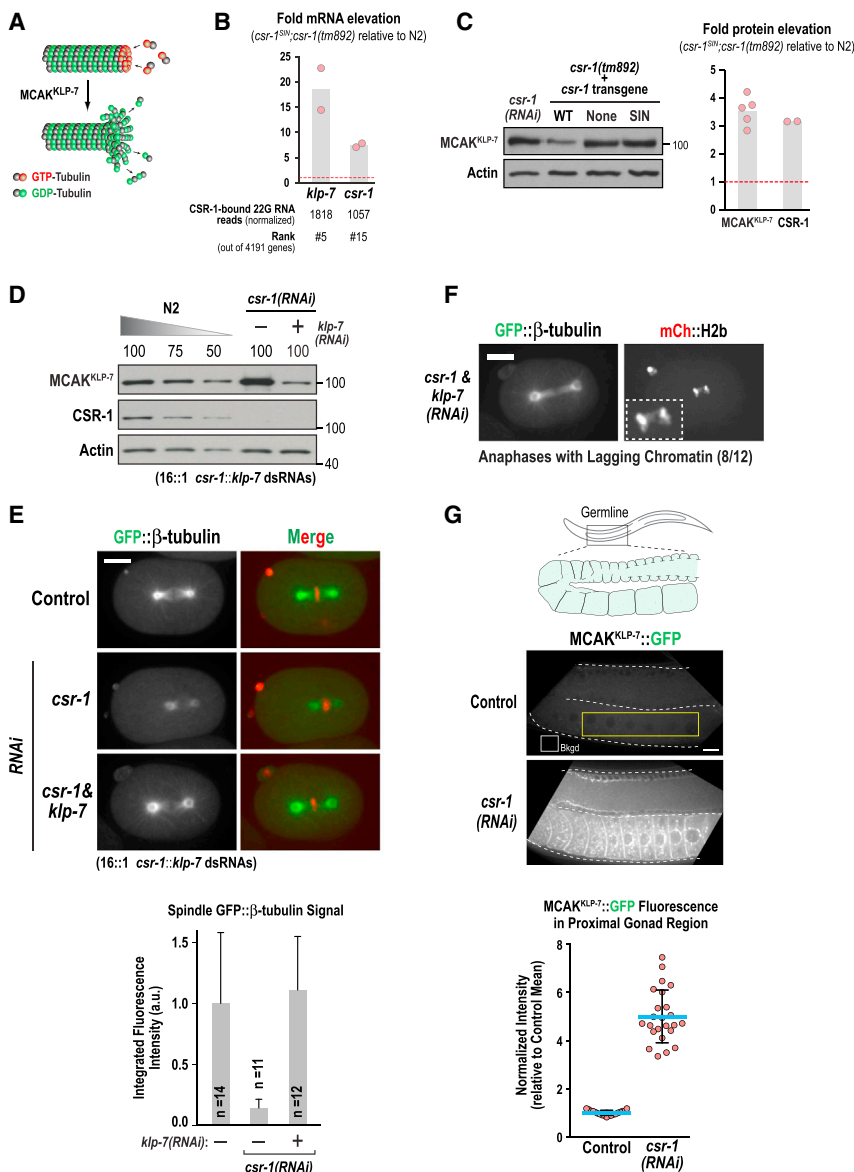 A
MCAK^KLP-7
GTP-Tubulin
GDP-Tubulin
B
Fold mRNA elevation
(csr-1^SIN;csr-1(tm892) relative to N2)
25
20
15
10
5
0
klp-7 csr-1
CSR-1-bound 22G RNA reads (normalized) 1818 1057
Rank (out of 4191 genes) #5 #15
C
csr-1(tm892)
+
csr-1 transgene
csr-1 (RNAi) WT None SIN
MCAK^KLP-7 100
Actin
Fold protein elevation
(csr-1^SIN;csr-1(tm892) relative to N2)
5
4
3
2
1
0
MCAK^KLP-7 CSR-1
D
N2 csr-1(RNAi)
– + klp-7 (RNAi)
100 75 50 100 100
MCAK^KLP-7 100
CSR-1 100
Actin 40
(16::1 csr-1::klp-7 dsRNAs)
F
GFP::β-tubulin mCh::H2b
csr-1 & klp-7 (RNAi)
Anaphases with Lagging Chromatin (8/12)
E
GFP::β-tubulin Merge
Control
RNAi
csr-1
csr-1& klp-7
(16::1 csr-1::klp-7 dsRNAs)
Spindle GFP::β-tubulin Signal
Integrated Fluorescence
Intensity (a.u.)
1.5
1.0
0.5
0.0
n =14 n =11 n =12
klp-7(RNAi): – – +
csr-1(RNAi)
G
Germline
MCAK^KLP-7::GFP
Control
Bkgd
csr-1
(RNAi)
MCAK^KLP-7::GFP Fluorescence
in Proximal Gonad Region
Normalized Intensity
(relative to Control Mean)
8
6
4
2
0
Control csr-1 (RNAi)